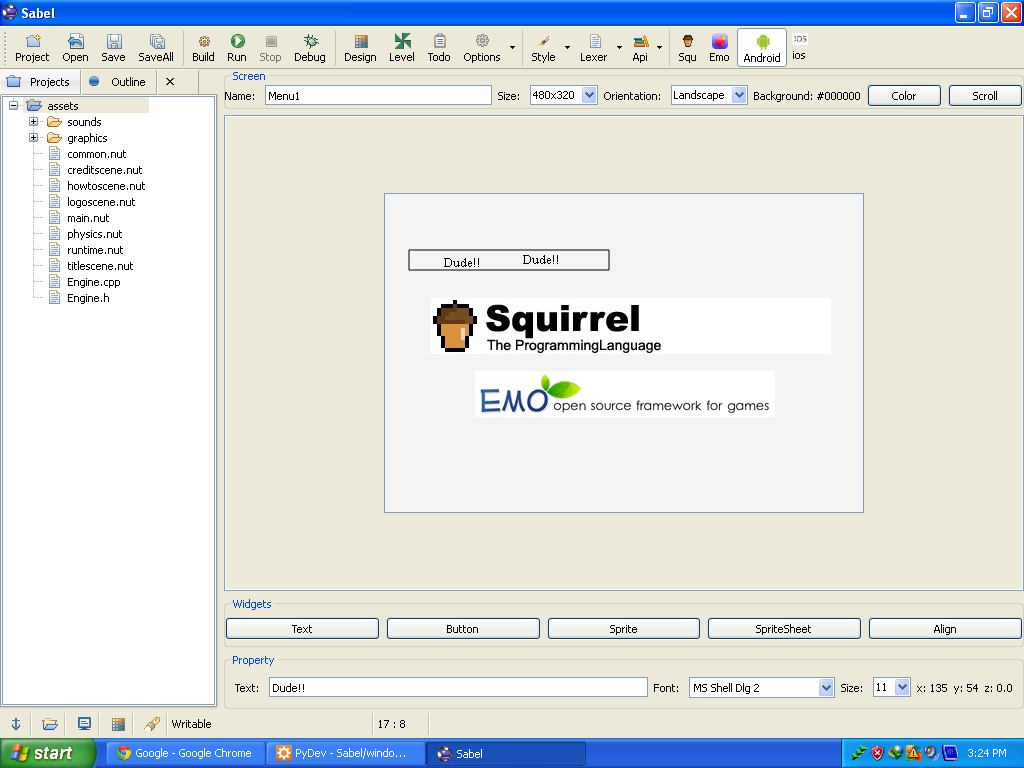 Sabel
Project Open Save SaveAll Build Run Stop Debug Design Level Todo Options Style Lexer Api Squ Emo Android iOS ios
Projects Outline
Screen
Name: Menu1 Size: 480x320 Orientation: Landscape Background: #000000 Color Scroll
assets
sounds
graphics
common.nut
creditscene.nut
howtoscene.nut
logoscene.nut
main.nut
physics.nut
runtime.nut
titlescene.nut
Engine.cpp
Engine.h
Dude!! Dude!!
Squirrel
The ProgrammingLanguage
EMO open source framework for games
Widgets
Text Button Sprite SpriteSheet Align
Property
Text: Dude!! Font: MS Shell Dlg 2 Size: 11 x: 135 y: 54 z: 0.0
Writable 17 : 8
start Google - Google Chrome PyDev - Sabel/windo... Sabel 3:24 PM